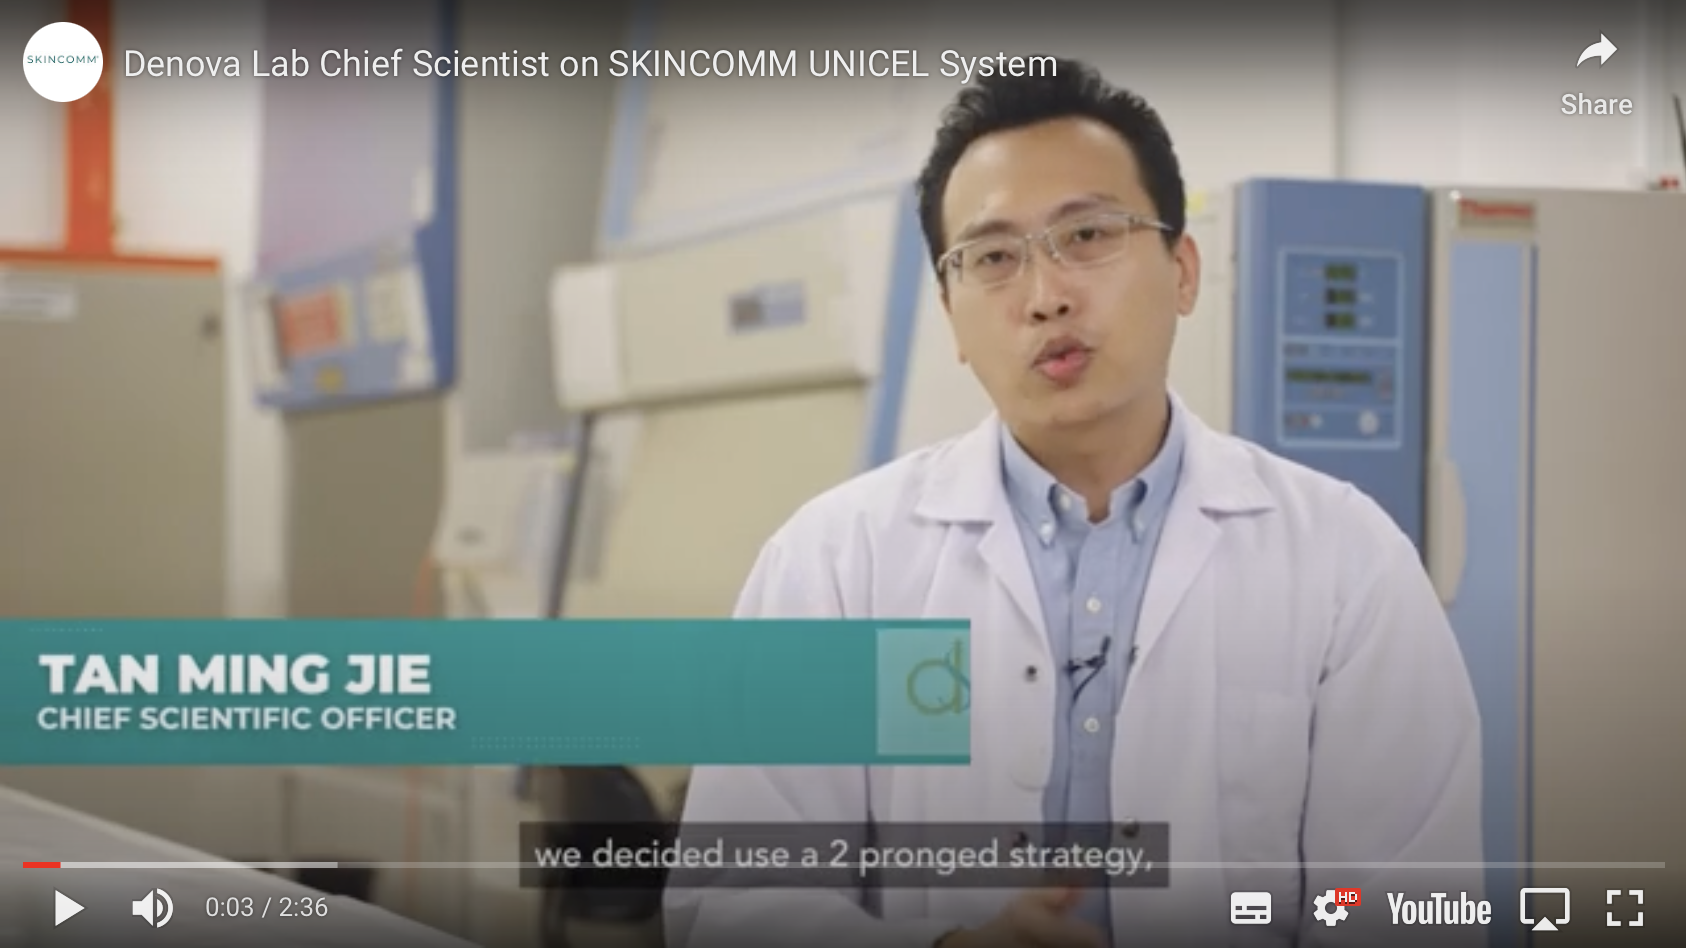 SKINCOMM
Denova Lab Chief Scientist on SKINCOMM UNICEL System
Share
Thermo
TAN MING JIE
CHIEF SCIENTIFIC OFFICER
we decided use a 2 pronged strategy,
0:03 / 2:36
HD
YouTube